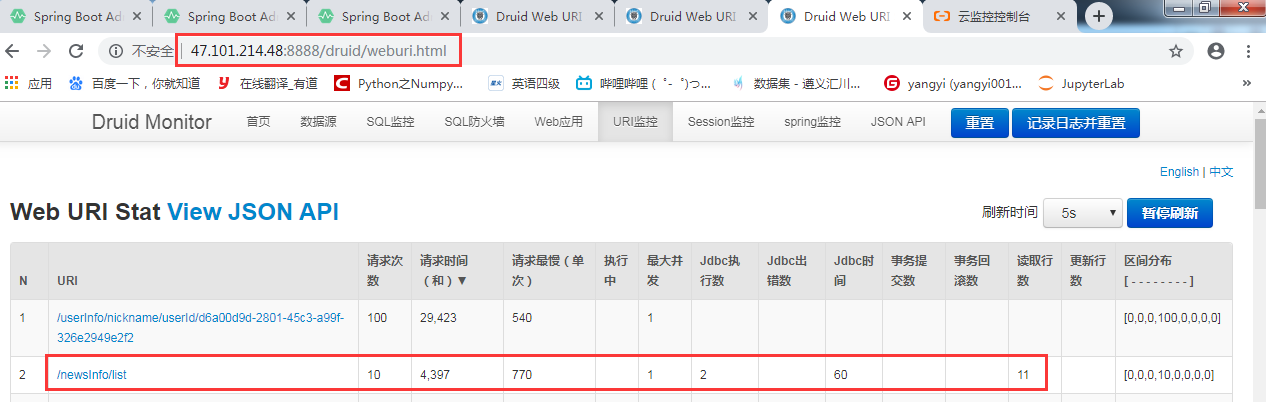 Spring Boot Ad
Spring Boot Ad
Spring Boot Ad
Druid Web URI
Druid Web URI
Druid Web URI
云监控控制台
不安全 | 47.101.214.48:8888/druid/weburi.html
应用
百度一下，你就知道
在线翻译_有道
Python之Numpy...
英语四级
哔哩哔哩 ( ゜- ゜)つ...
数据集 - 遵义汇川...
yangyi (yangyi001...
JupyterLab
»
Druid Monitor
首页
数据源
SQL监控
SQL防火墙
Web应用
URI监控
Session监控
spring监控
JSON API
重置
记录日志并重置
English | 中文
Web URI Stat View JSON API
刷新时间
5s
暂停刷新
N
URI
请求次数
请求时间（和）▼
请求最慢（单次）
执行中
最大并发
Jdbc执行数
Jdbc出错数
Jdbc时间
事务提交数
事务回滚数
读取行数
更新行数
区间分布 [ - - - - - - - - ]
1
/userInfo/nickname/userId/d6a00d9d-2801-45c3-a99f-
326e2949e2f2
100
29,423
540
1
[0,0,0,100,0,0,0,0]
2
/newsInfo/list
10
4,397
770
1
2
60
11
[0,0,0,10,0,0,0,0]